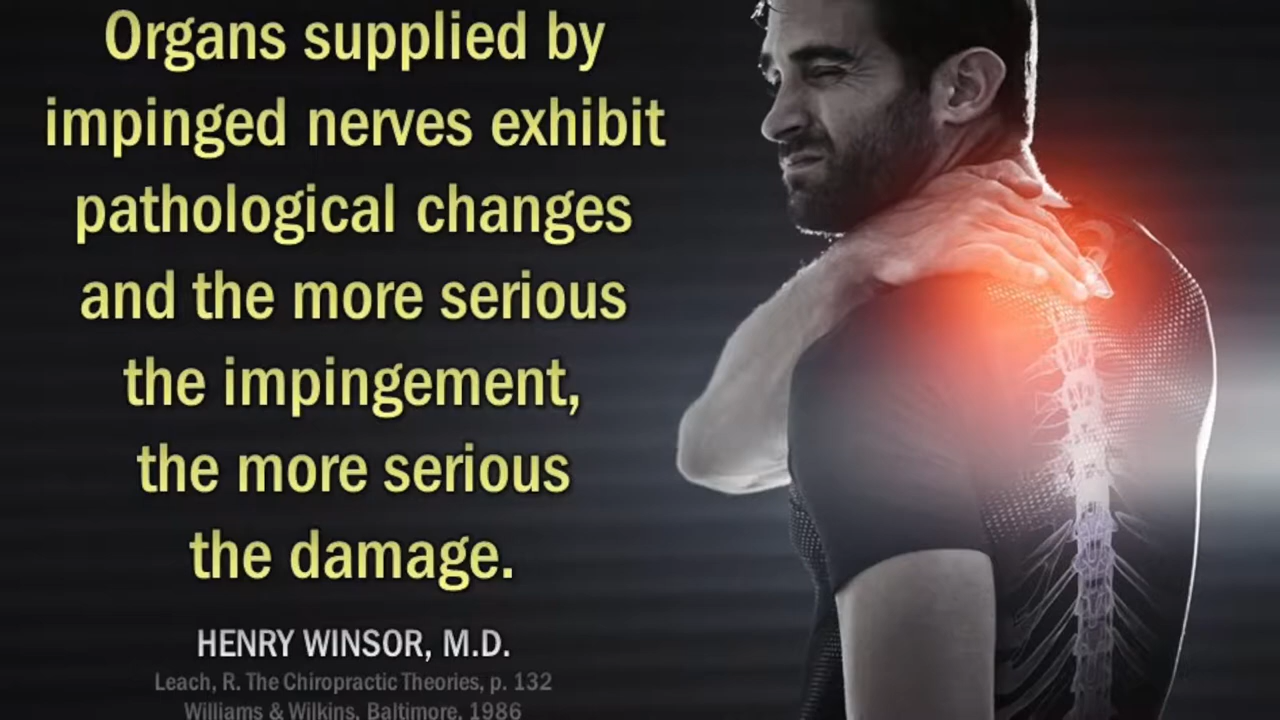 Organs supplied by
impinged nerves exhibit
pathological changes
and the more serious
the impingement,
the more serious
the damage.
HENRY WINSOR, M.D.
Leach, R. The Chiropractic Theories, p. 132
Williams & Wilkins, Baltimore, 1986